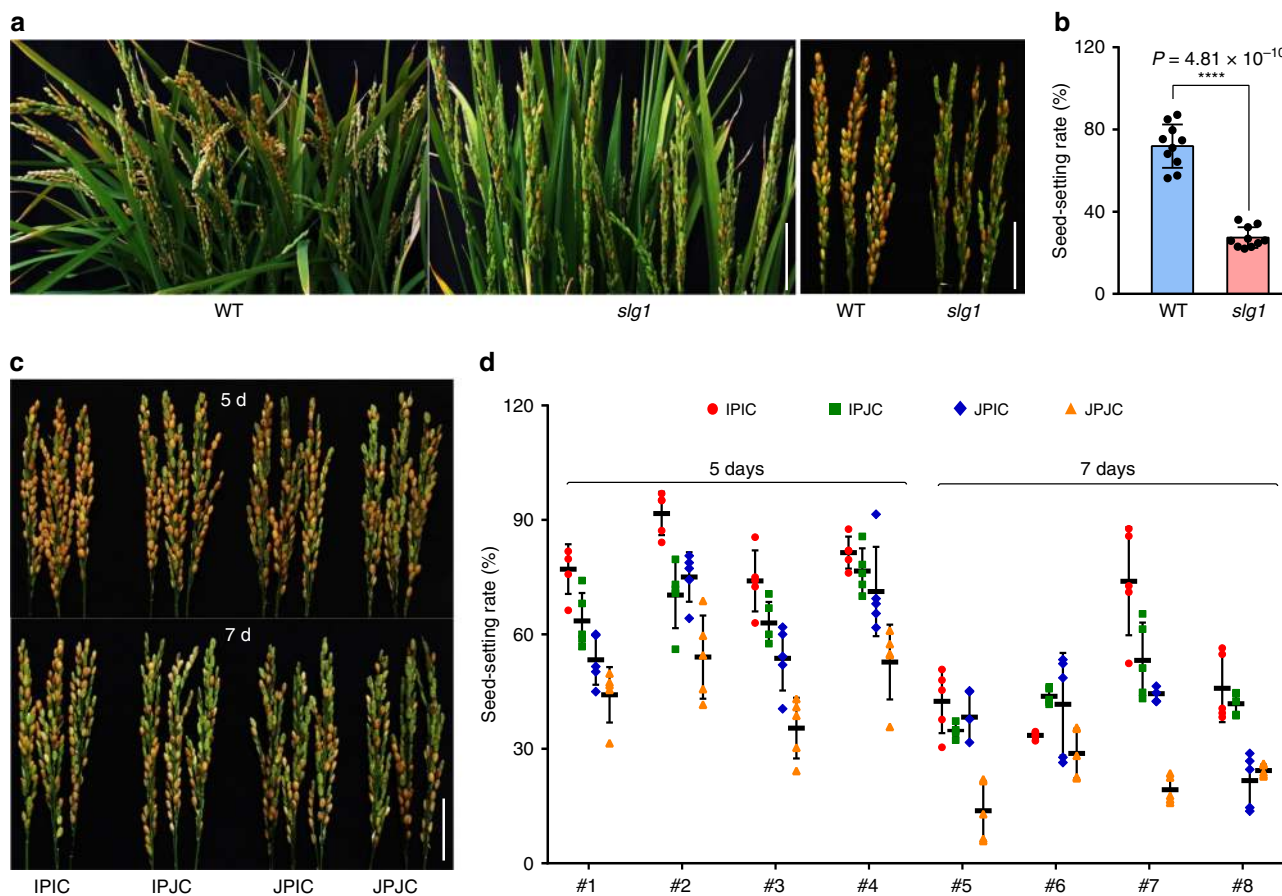 a
WT
slg1
WT
slg1
b
P = 4.81 × 10⁻¹⁰
****
Seed-setting rate (%)
120
80
40
0
WT
slg1
c
5 d
7 d
IPIC
IPJC
JPIC
JPJC
d
IPIC
IPJC
JPIC
JPJC
5 days
7 days
Seed-setting rate (%)
120
90
60
30
0
#1
#2
#3
#4
#5
#6
#7
#8